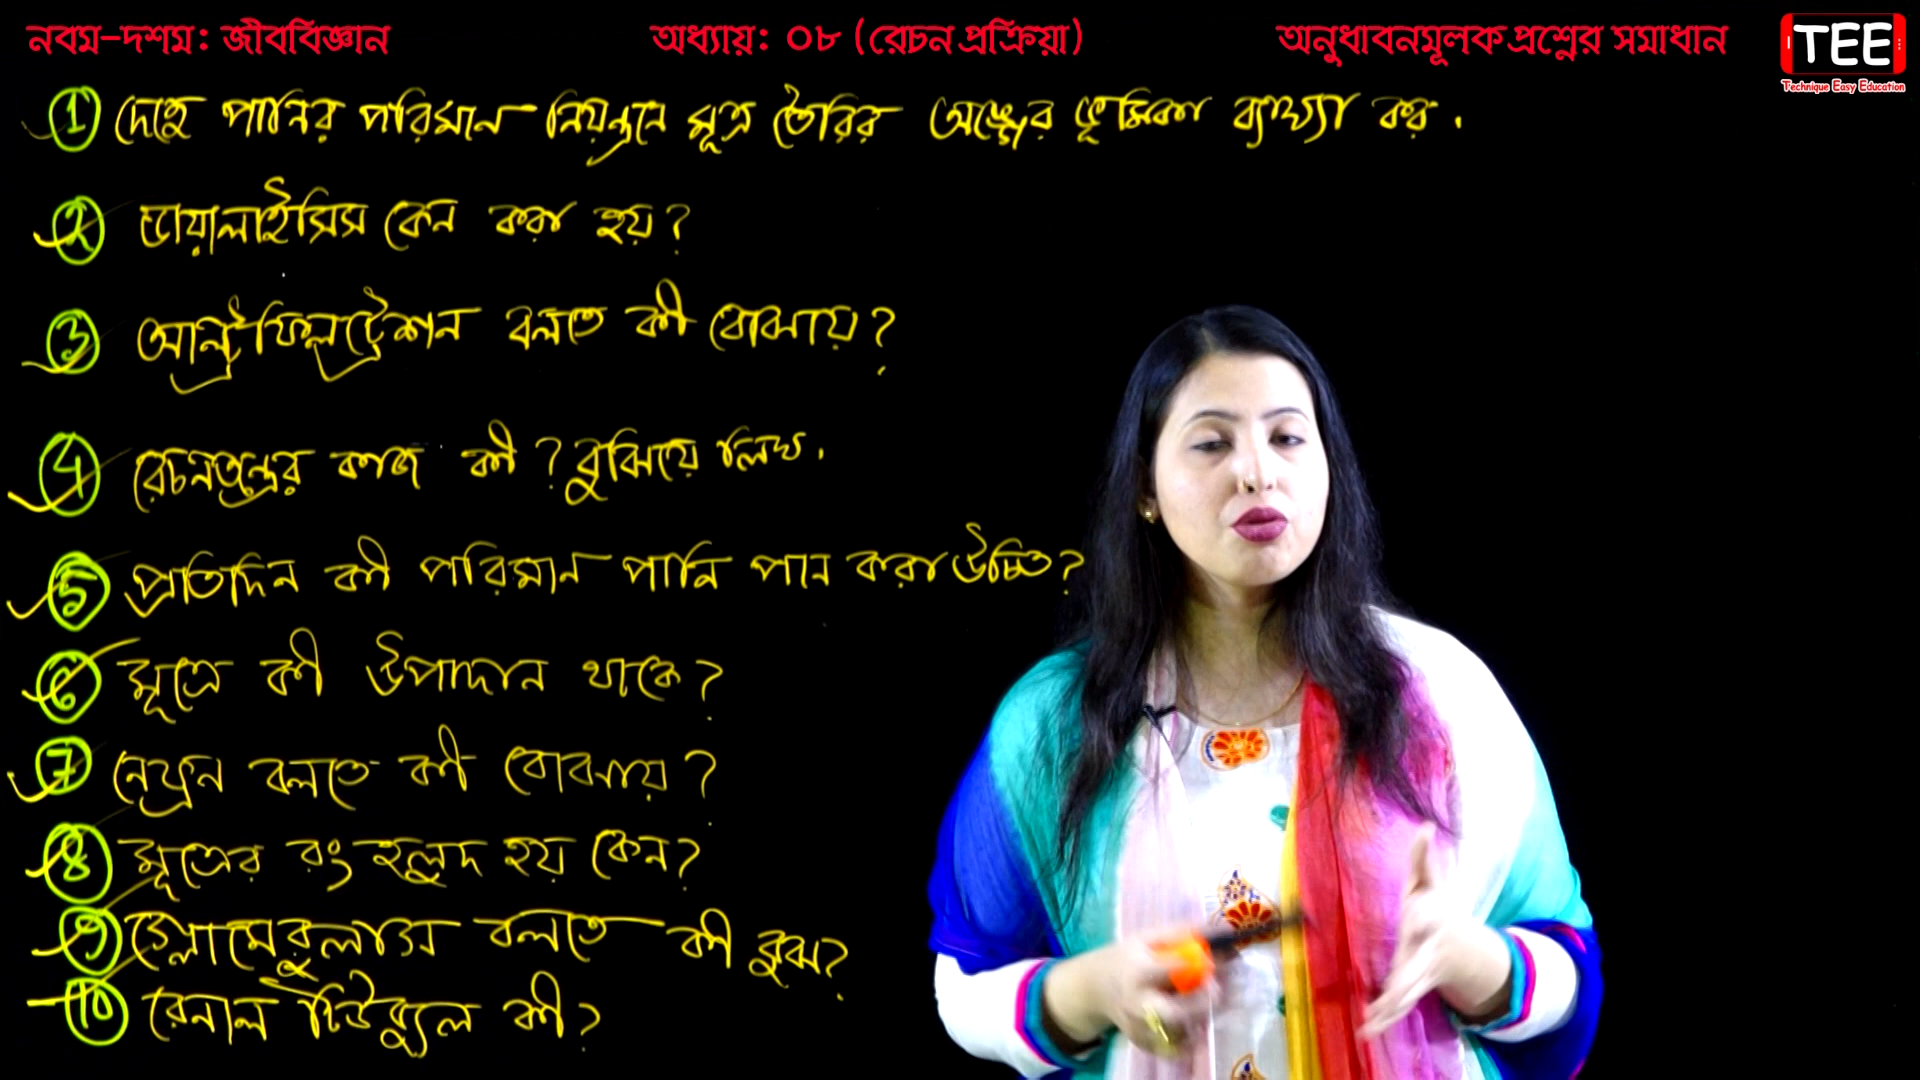 নবম-দশম: জীববিজ্ঞান
অধ্যায়: ০৮ (রেচন প্রক্রিয়া)
অনুধাবনমূলক প্রশ্নের সমাধান
TEE
Technique Easy Education
1 দেহে পানির পরিমান নিয়ন্ত্রনে মূত্র তৈরির অঙ্গের ভূমিকা ব্যাখ্যা কর.
2 ডায়ালাইসিস কেন করা হয়?
3 আল্ট্রাফিলট্রেশন বলতে কী বোঝায়?
4 রেচনতন্ত্রের কাজ কী? বুঝিয়ে লিখ.
5 প্রতিদিন কী পরিমান পানি পান করা উচিত?
6 মূত্রে কী উপাদান থাকে?
7 নেফ্রন বলতে কী বোঝায়?
8 মূত্রের রং হলুদ হয় কেন?
9 গ্লোমেরুলাস বলতে কী বুঝ?
10 রেনাল টিউব্যুল কী?